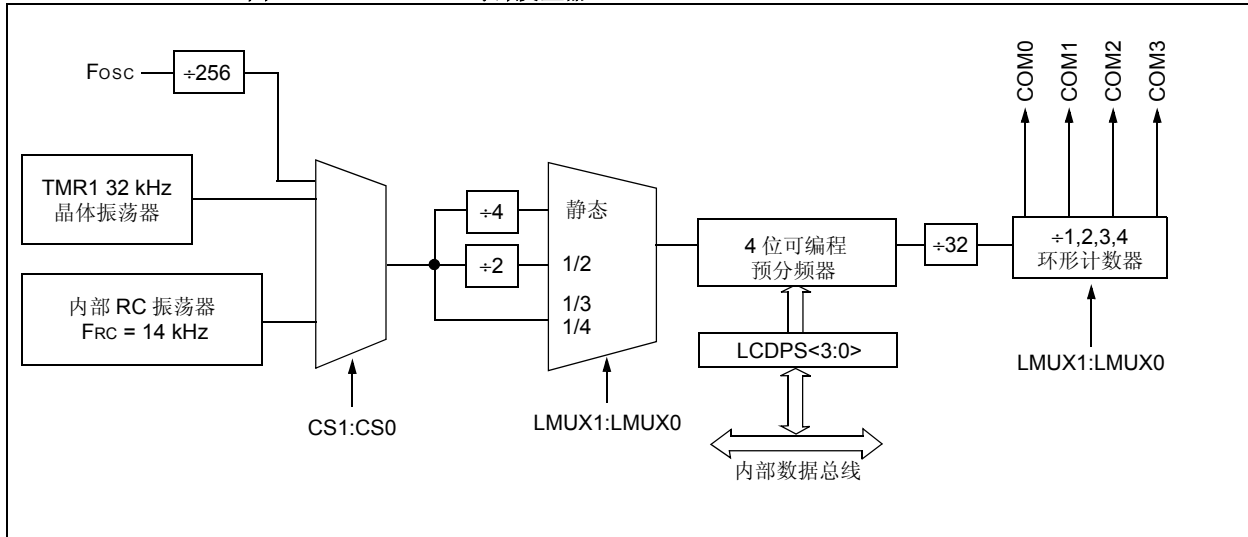 Fosc
÷256
TMR1 32 kHz
晶体振荡器
内部 RC 振荡器
FRC = 14 kHz
CS1:CS0
÷4
÷2
静态
1/2
1/3
1/4
LMUX1:LMUX0
4 位可编程
预分频器
LCDPS<3:0>
内部数据总线
÷32
COM0
COM1
COM2
COM3
÷1,2,3,4
环形计数器
LMUX1:LMUX0